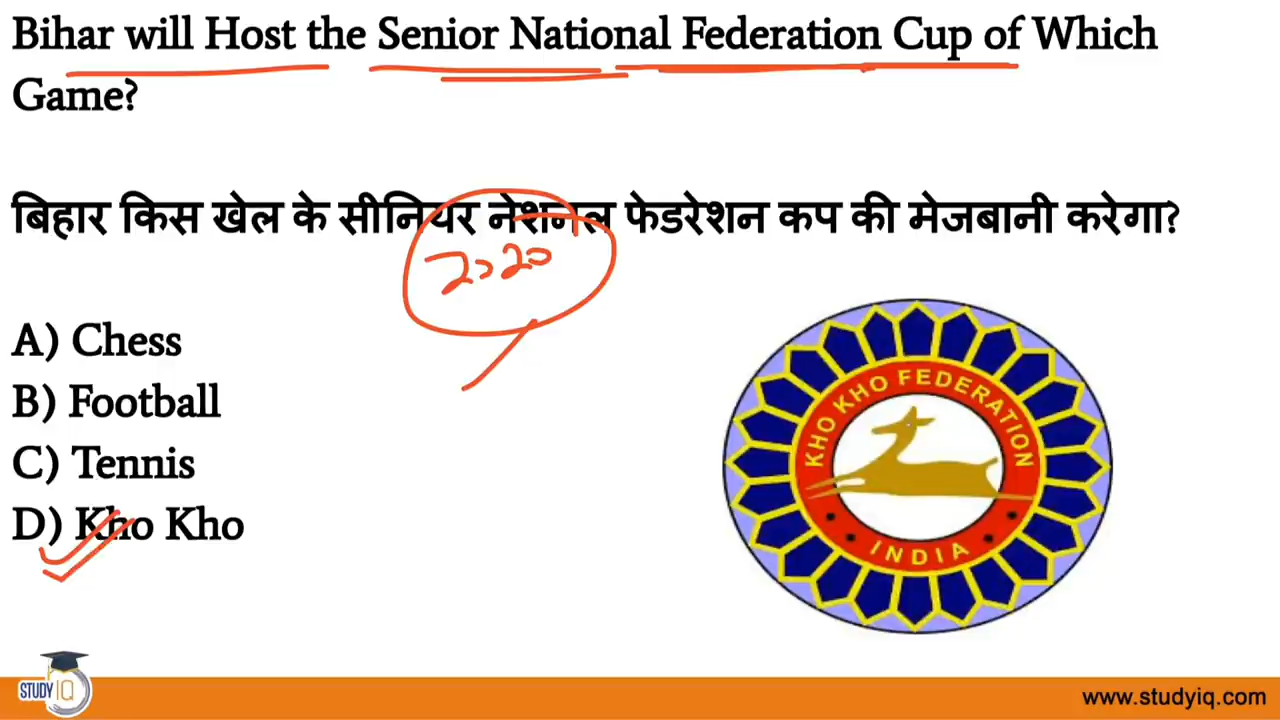 Bihar will Host the Senior National Federation Cup of Which
Game?
बिहार किस खेल के सीनियर नेशनल फेडरेशन कप की मेजबानी करेगा?
2020
A) Chess
B) Football
C) Tennis
D) Kho Kho
KHO KHO FEDERATION
INDIA
STUDY IQ
www.studyiq.com